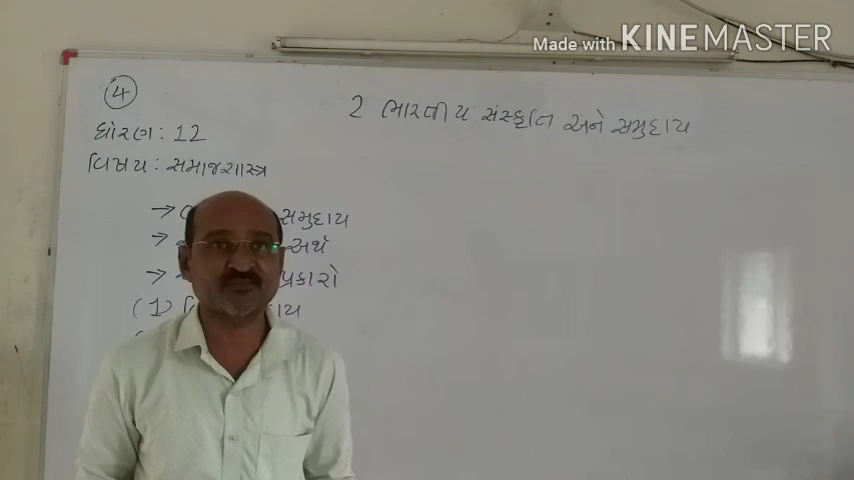 Made with KINEMASTER
4
2 ભારતીય સંસ્કૃતિ અને સમુદાય
ધોરણ: 12
વિષય: સમાજશાસ્ત્ર
→ સમુદાય
→ અર્થ
→ પ્રકારો
(1)